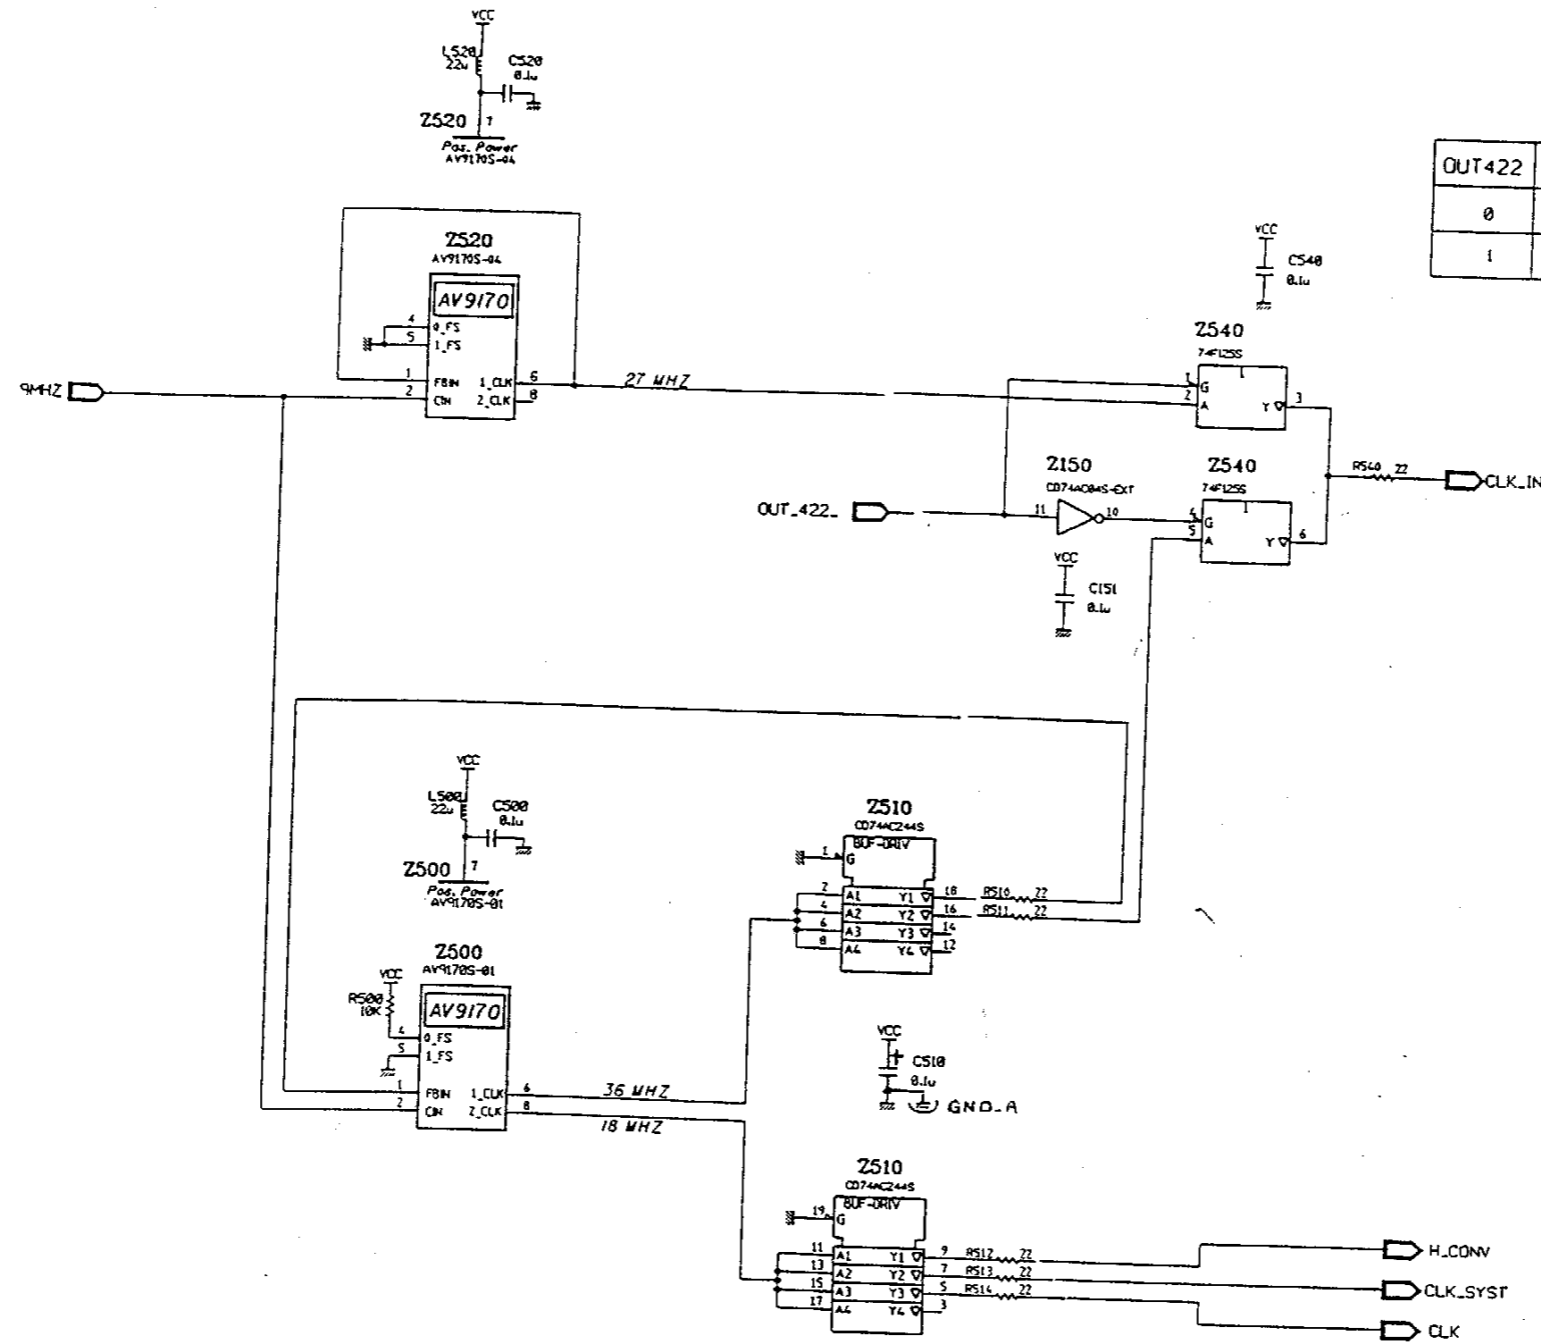 VCC
L520
22u
C520
0.1u
Z520
7
Pos. Power
AV9170S-04
OUT422
0
1
Z520
AV9170S-04
AV9170
4
0_FS
5
1_FS
1
FBIN
1_CLK
6
2
CIN
2_CLK
8
9MHZ
27 MHZ
VCC
C540
0.1u
Z540
74F125S
1
1
G
2
A
Y
3
Z150
CD74AC04S-EXT
OUT_422_
11
10
Z540
74F125S
1
4
G
5
A
Y
6
R540
22
CLK_IN
VCC
C151
0.1u
VCC
L500
22u
C500
0.1u
Z500
7
Pos. Power
AV9170S-01
Z510
CD74AC244S
BUF-DRIV
1
G
2
A1
Y1
18
R510
22
4
A2
Y2
16
R511
22
6
A3
Y3
14
8
A4
Y4
12
Z500
AV9170S-01
VCC
R500
10K
AV9170
4
0_FS
5
1_FS
1
FBIN
1_CLK
6
2
CIN
2_CLK
8
36 MHZ
18 MHZ
VCC
C510
0.1u
GND_A
Z510
CD74AC244S
BUF-DRIV
19
G
11
A1
Y1
9
R512
22
13
A2
Y2
7
R513
22
15
A3
Y3
5
R514
22
17
A4
Y4
3
H_CONV
CLK_SYST
CLK